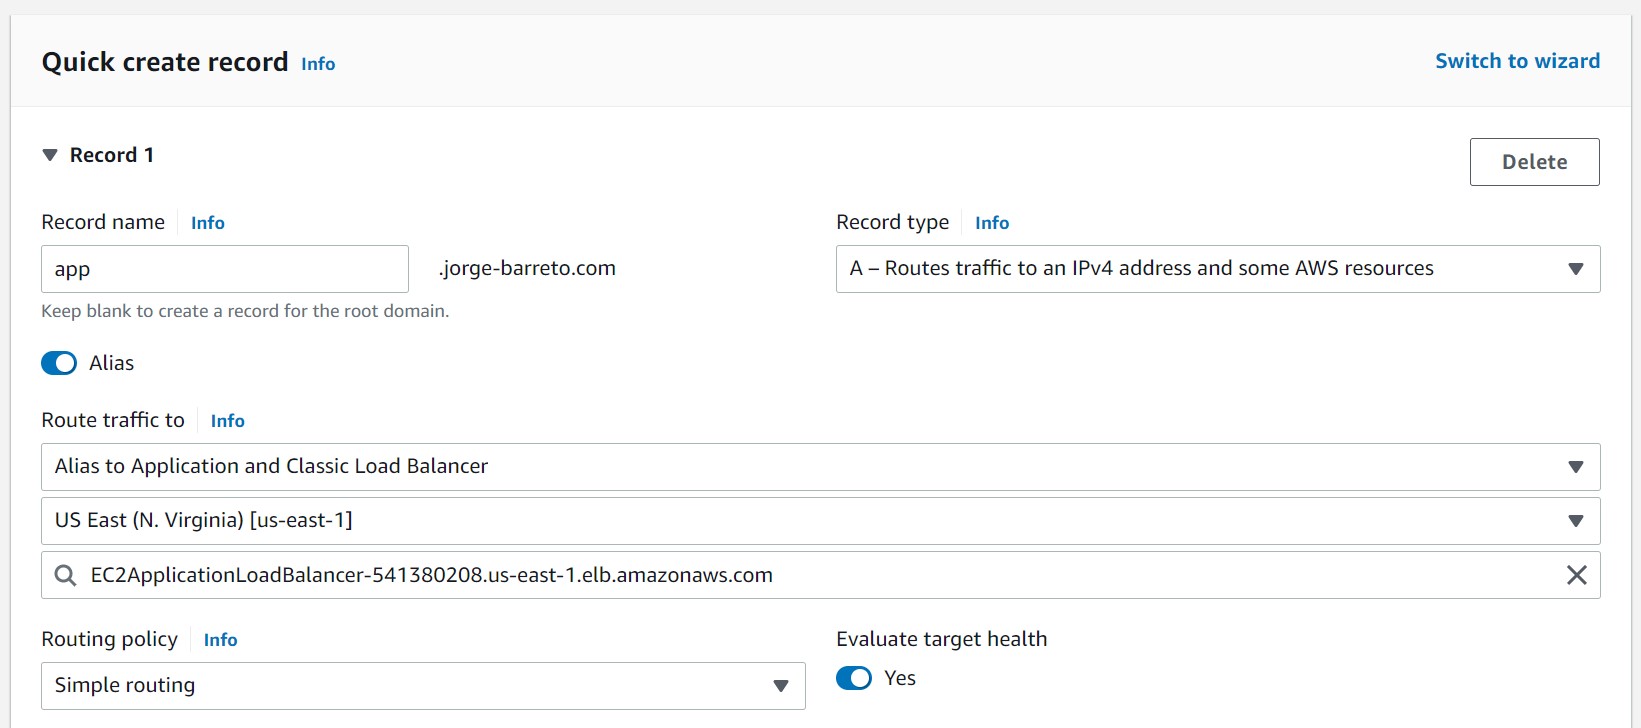 Quick create record Info
Switch to wizard
Record 1
Delete
Record name Info
app .jorge-barreto.com
Keep blank to create a record for the root domain.
Record type Info
A – Routes traffic to an IPv4 address and some AWS resources
Alias
Route traffic to Info
Alias to Application and Classic Load Balancer
US East (N. Virginia) [us-east-1]
EC2ApplicationLoadBalancer-541380208.us-east-1.elb.amazonaws.com
Routing policy Info
Simple routing
Evaluate target health
Yes